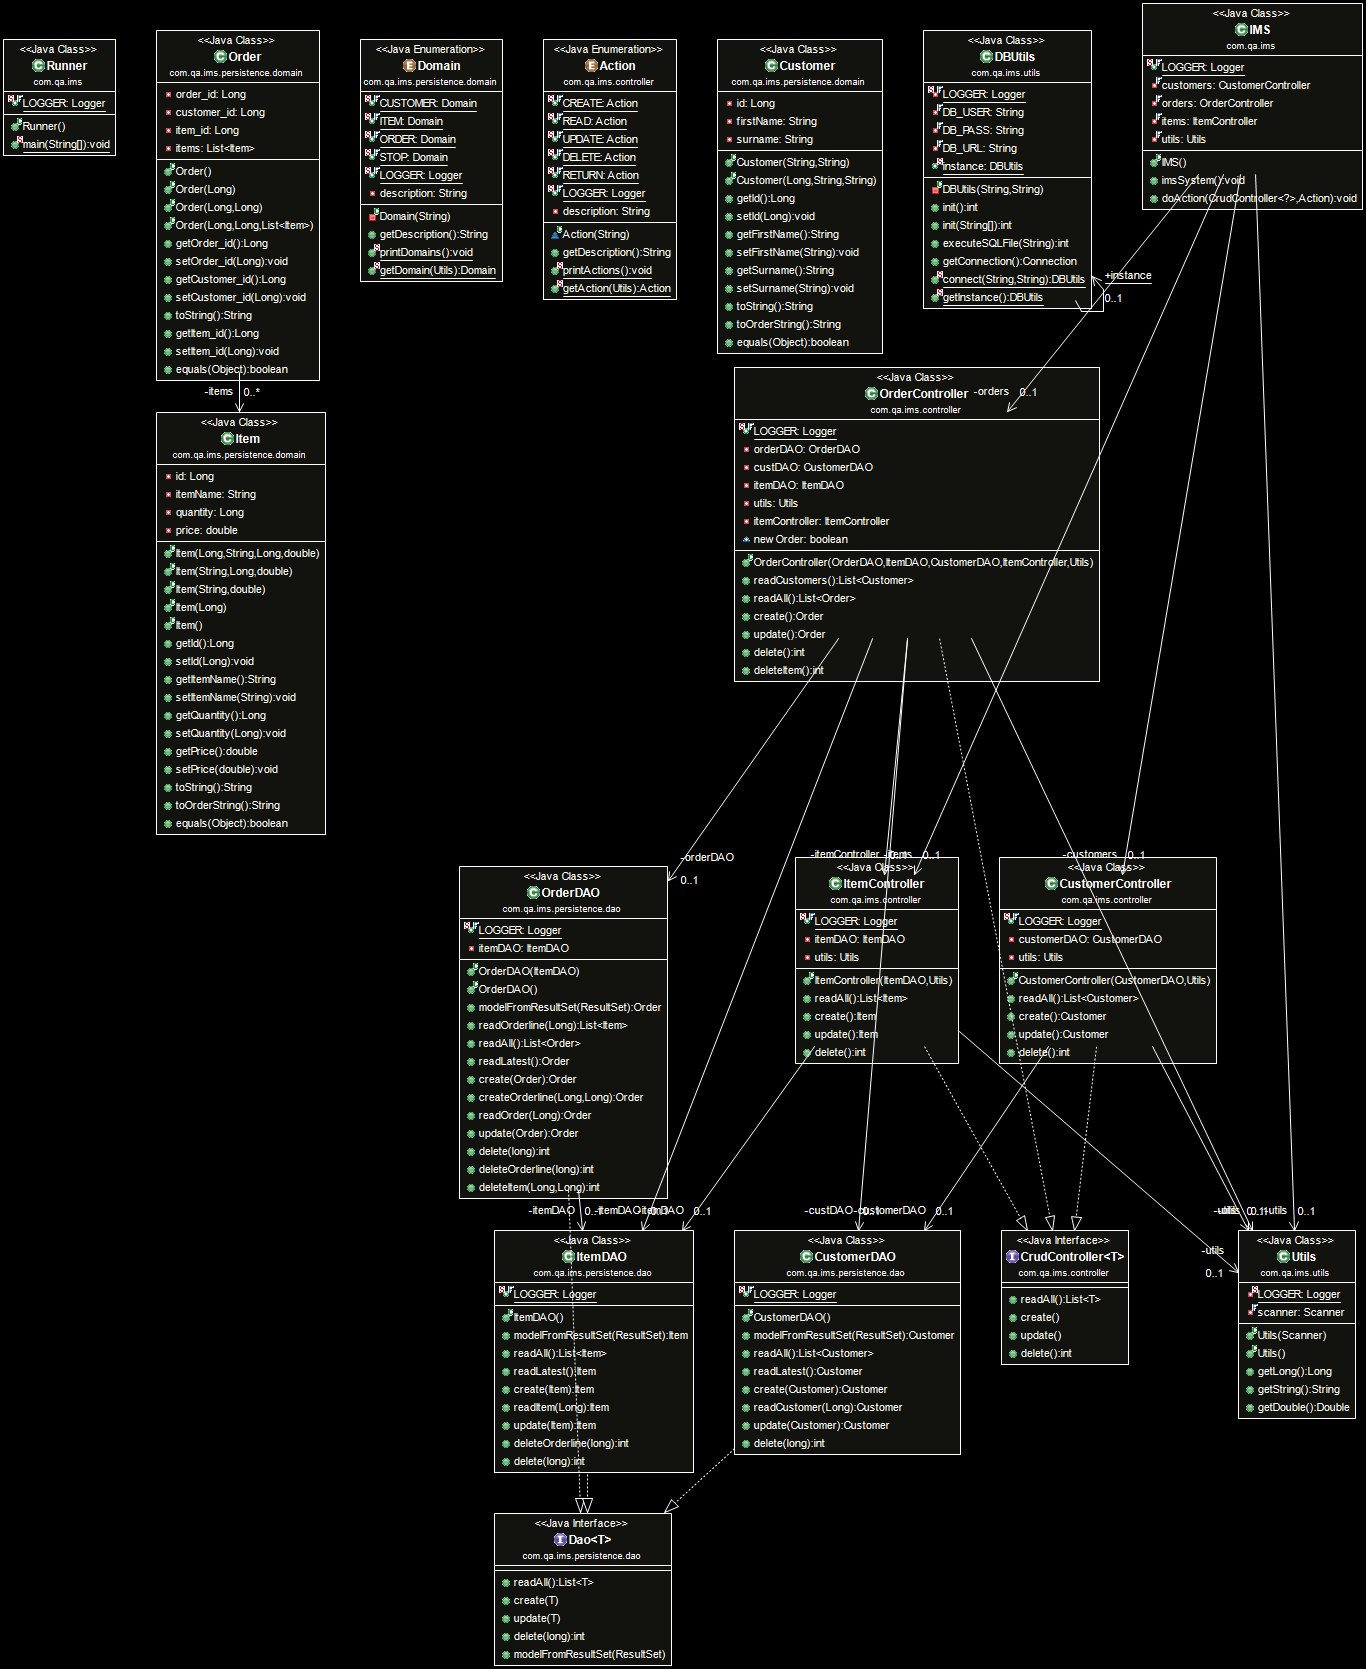 <<Java Class>>
Runner
com.qa.ims
LOGGER: Logger
Runner()
main(String[]):void
<<Java Class>>
Order
com.qa.ims.persistence.domain
order_id: Long
customer_id: Long
item_id: Long
items: List<Item>
Order()
Order(Long)
Order(Long,Long)
Order(Long,Long,List<Item>)
getOrder_id():Long
setOrder_id(Long):void
getCustomer_id():Long
setCustomer_id(Long):void
toString():String
getItem_id():Long
setItem_id(Long):void
equals(Object):boolean
-items 0..*
<<Java Class>>
Item
com.qa.ims.persistence.domain
id: Long
itemName: String
quantity: Long
price: double
Item(Long,String,Long,double)
Item(String,Long,double)
Item(String,double)
Item(Long)
Item()
getId():Long
setId(Long):void
getItemName():String
setItemName(String):void
getQuantity():Long
setQuantity(Long):void
getPrice():double
setPrice(double):void
toString():String
toOrderString():String
equals(Object):boolean
<<Java Enumeration>>
Domain
com.qa.ims.persistence.domain
CUSTOMER: Domain
ITEM: Domain
ORDER: Domain
STOP: Domain
LOGGER: Logger
description: String
Domain(String)
getDescription():String
printDomains():void
getDomain(Utils):Domain
<<Java Enumeration>>
Action
com.qa.ims.controller
CREATE: Action
READ: Action
UPDATE: Action
DELETE: Action
RETURN: Action
LOGGER: Logger
description: String
Action(String)
getDescription():String
printActions():void
getAction(Utils):Action
<<Java Class>>
Customer
com.qa.ims.persistence.domain
id: Long
firstName: String
surname: String
Customer(String,String)
Customer(Long,String,String)
getId():Long
setId(Long):void
getFirstName():String
setFirstName(String):void
getSurname():String
setSurname(String):void
toString():String
toOrderString():String
equals(Object):boolean
<<Java Class>>
DBUtils
com.qa.ims.utils
LOGGER: Logger
DB_USER: String
DB_PASS: String
DB_URL: String
instance: DBUtils
DBUtils(String,String)
init():int
init(String[]):int
executeSQLFile(String):int
getConnection():Connection
connect(String,String):DBUtils
getInstance():DBUtils
+instance
0..1
<<Java Class>>
IMS
com.qa.ims
LOGGER: Logger
customers: CustomerController
orders: OrderController
items: ItemController
utils: Utils
IMS()
imsSystem():void
doAction(CrudController<?>,Action):void
<<Java Class>>
OrderController
com.qa.ims.controller
-orders 0..1
LOGGER: Logger
orderDAO: OrderDAO
custDAO: CustomerDAO
itemDAO: ItemDAO
utils: Utils
itemController: ItemController
new Order: boolean
OrderController(OrderDAO,ItemDAO,CustomerDAO,ItemController,Utils)
readCustomers():List<Customer>
readAll():List<Order>
create():Order
update():Order
delete():int
deleteItem():int
-orderDAO
0..1
<<Java Class>>
OrderDAO
com.qa.ims.persistence.dao
LOGGER: Logger
itemDAO: ItemDAO
OrderDAO(ItemDAO)
OrderDAO()
modelFromResultSet(ResultSet):Order
readOrderline(Long):List<Item>
readAll():List<Order>
readLatest():Order
create(Order):Order
createOrderline(Long,Long):Order
readOrder(Long):Order
update(Order):Order
delete(long):int
deleteOrderline(long):int
deleteItem(Long,Long):int
-itemController -items 0..1 0..1
<<Java Class>>
ItemController
com.qa.ims.controller
LOGGER: Logger
itemDAO: ItemDAO
utils: Utils
ItemController(ItemDAO,Utils)
readAll():List<Item>
create():Item
update():Item
delete():int
-customers 0..1
<<Java Class>>
CustomerController
com.qa.ims.controller
LOGGER: Logger
customerDAO: CustomerDAO
utils: Utils
CustomerController(CustomerDAO,Utils)
readAll():List<Customer>
create():Customer
update():Customer
delete():int
-itemDAO 0..1 -itemDAO -itemDAO 0..1
<<Java Class>>
ItemDAO
com.qa.ims.persistence.dao
LOGGER: Logger
ItemDAO()
modelFromResultSet(ResultSet):Item
readAll():List<Item>
readLatest():Item
create(Item):Item
readItem(Long):Item
update(Item):Item
deleteOrderline(long):int
delete(long):int
-custDAO 0..1 -customerDAO 0..1
<<Java Class>>
CustomerDAO
com.qa.ims.persistence.dao
LOGGER: Logger
CustomerDAO()
modelFromResultSet(ResultSet):Customer
readAll():List<Customer>
readLatest():Customer
create(Customer):Customer
readCustomer(Long):Customer
update(Customer):Customer
delete(long):int
<<Java Interface>>
CrudController<T>
com.qa.ims.controller
readAll():List<T>
create()
update()
delete():int
-utils 0..1 -utils 0..1
-utils
0..1
<<Java Class>>
Utils
com.qa.ims.utils
LOGGER: Logger
scanner: Scanner
Utils(Scanner)
Utils()
getLong():Long
getString():String
getDouble():Double
<<Java Interface>>
Dao<T>
com.qa.ims.persistence.dao
readAll():List<T>
create(T)
update(T)
delete(long):int
modelFromResultSet(ResultSet)